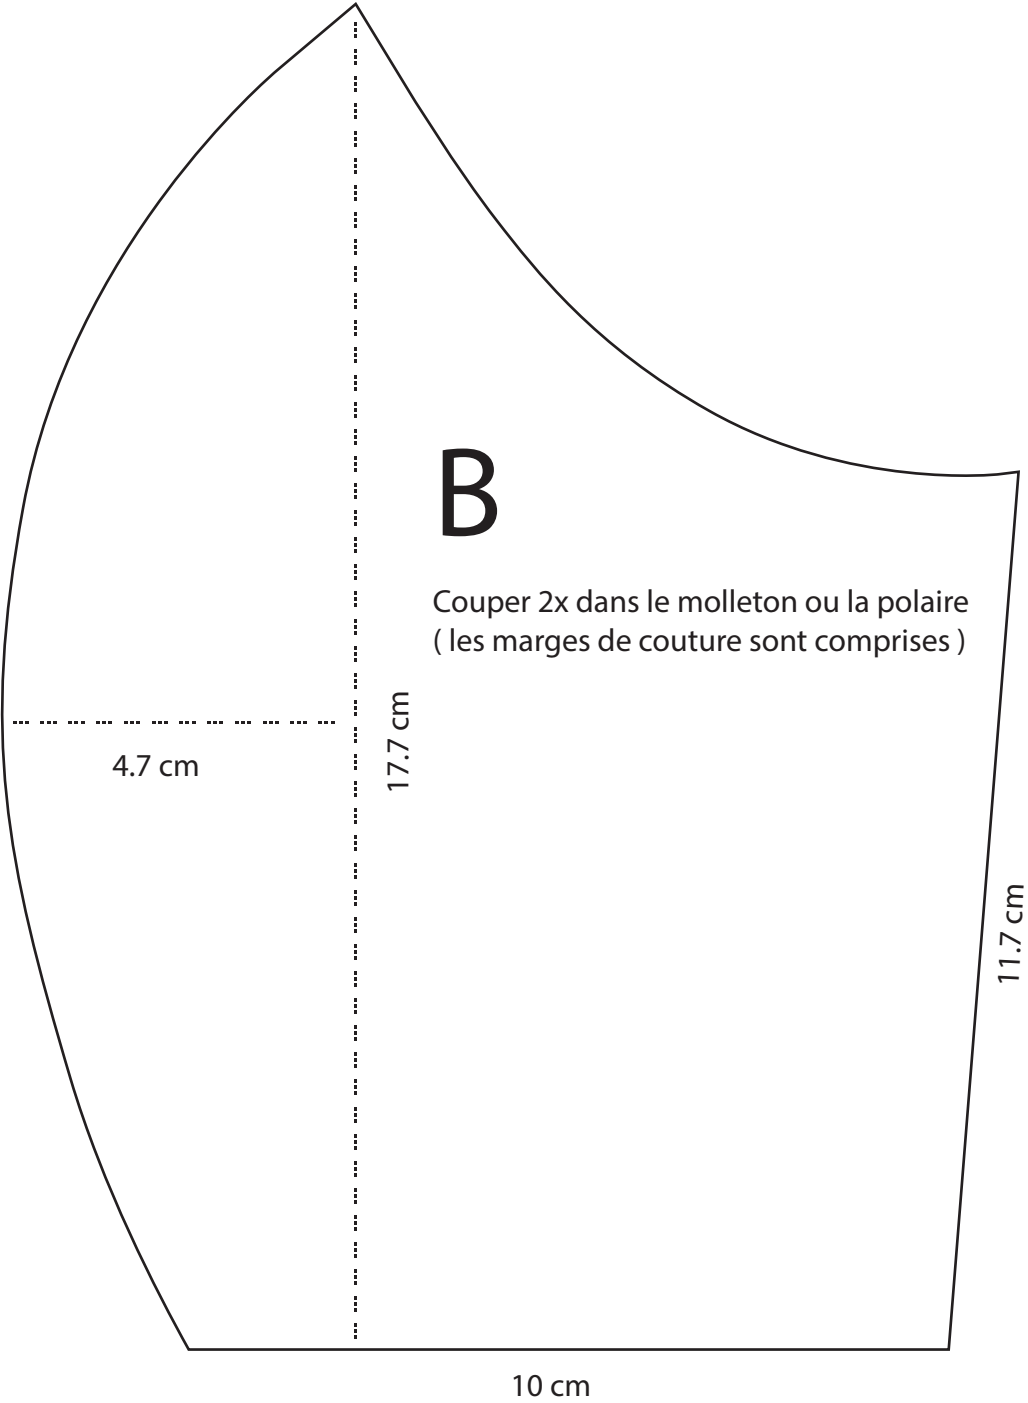 B
Couper 2x dans le molleton ou la polaire
( les marges de couture sont comprises )
17.7 cm
4.7 cm
11.7 cm
10 cm